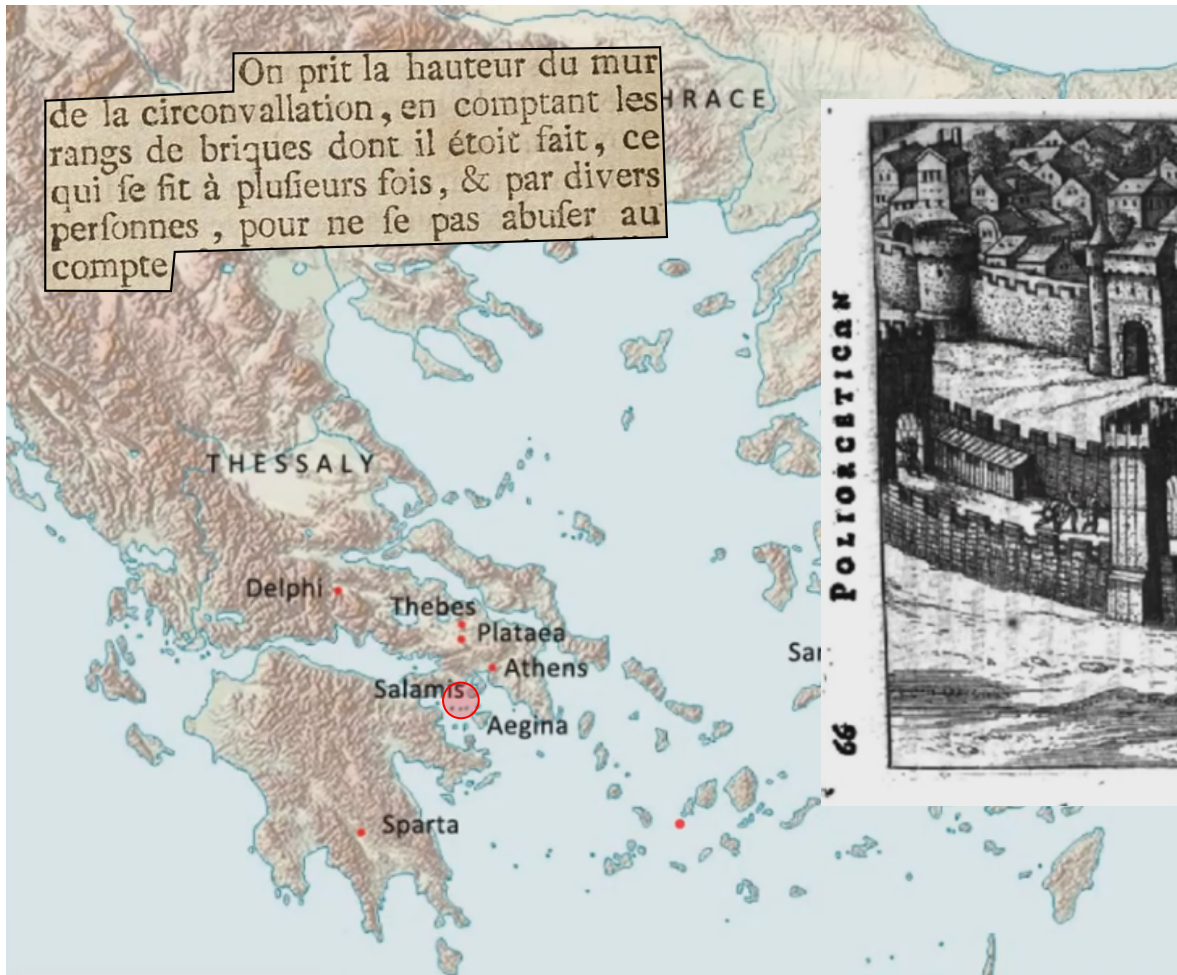 On prit la hauteur du mur
de la circonvallation, en comptant les
rangs de briques dont il étoit fait, ce
qui ſe fit à pluſieurs fois, & par divers
perſonnes, pour ne ſe pas abuſer au
compte
HRACE
THESSALY
Delphi
Thebes
Plataea
Athens
Salamis
Aegina
Sparta
Sar
66 POLIORCETICΩN